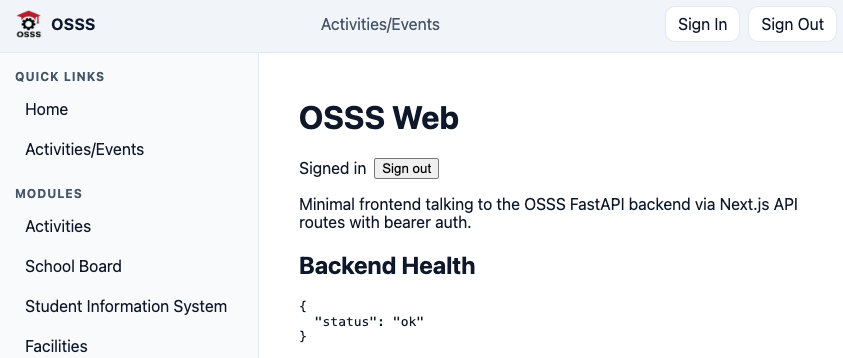 OSSS
OSSS
Activities/Events
Sign In
Sign Out
QUICK LINKS
Home
Activities/Events
MODULES
Activities
School Board
Student Information System
Facilities
OSSS Web
Signed in Sign out
Minimal frontend talking to the OSSS FastAPI backend via Next.js API
routes with bearer auth.
Backend Health
{
  "status": "ok"
}